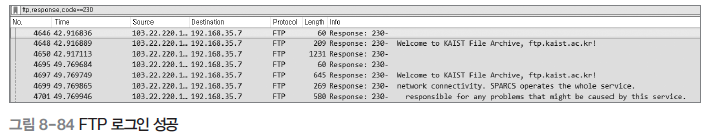 ftp.response.code==230
No. Time Source Destination Protocol Length Info
4646 42.916836 103.22.220.1… 192.168.35.7 FTP 60 Response: 230-
4648 42.916889 103.22.220.1… 192.168.35.7 FTP 209 Response: 230- Welcome to KAIST File Archive, ftp.kaist.ac.kr!
4650 42.917113 103.22.220.1… 192.168.35.7 FTP 1231 Response: 230-
4695 49.769684 103.22.220.1… 192.168.35.7 FTP 60 Response: 230-
4697 49.769749 103.22.220.1… 192.168.35.7 FTP 645 Response: 230- Welcome to KAIST File Archive, ftp.kaist.ac.kr!
4699 49.769865 103.22.220.1… 192.168.35.7 FTP 269 Response: 230- network connectivity. SPARCS operates the whole service.
4701 49.769946 103.22.220.1… 192.168.35.7 FTP 580 Response: 230- responsible for any problems that might be caused by this service.
그림 8-84 FTP 로그인 성공